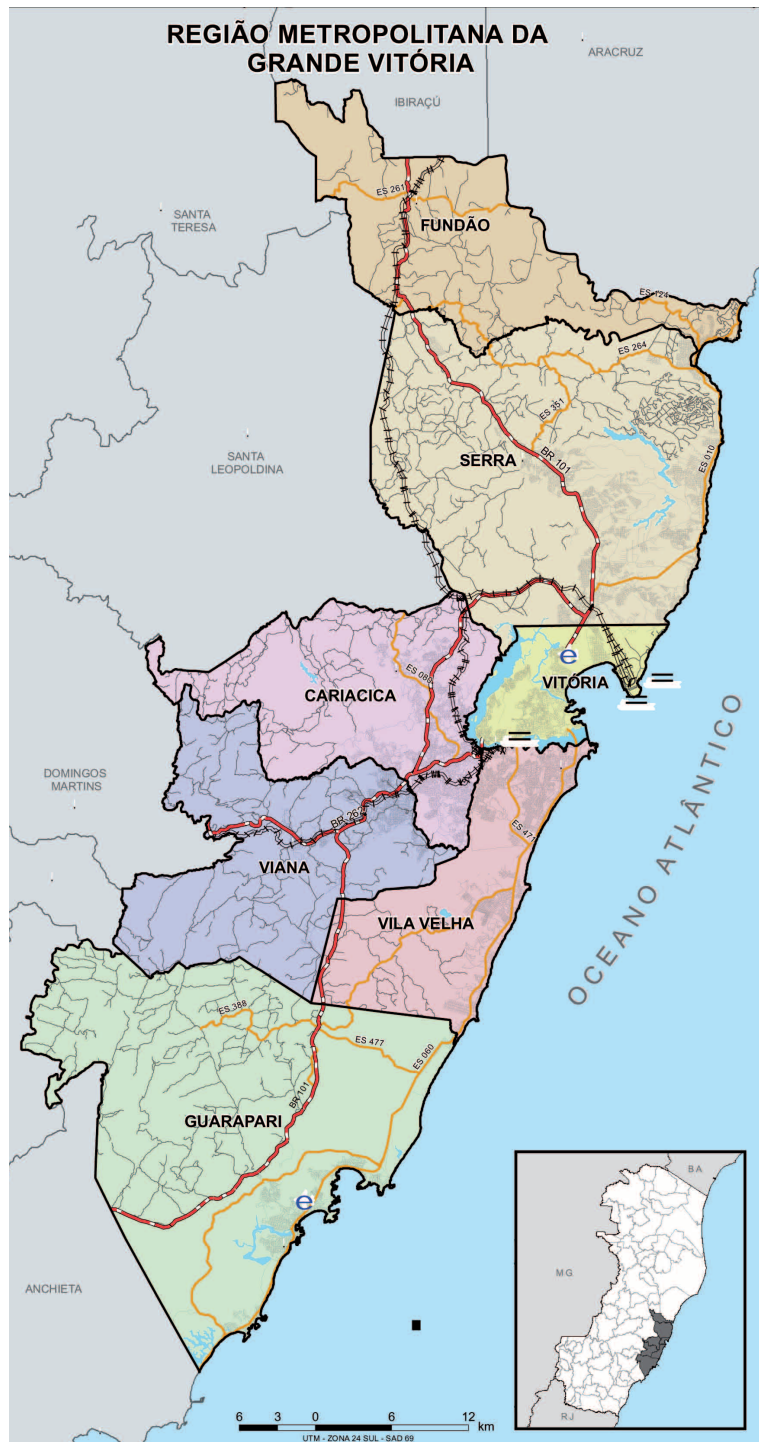 REGIÃO METROPOLITANA DA
GRANDE VITÓRIA
ARACRUZ
IBIRAÇÚ
ES 261
SANTA
TERESA
FUNDÃO
ES 124
ES 264
ES 351
SANTA
LEOPOLDINA
SERRA
BR 101
ES 010
e
VITÓRIA
ES 080
CARIACICA
DOMINGOS
MARTINS
BR 262
ES 471
VIANA
VILA VELHA
OCEANO ATLÂNTICO
ES 388
ES 477
ES 060
BR 101
GUARAPARI
e
BA
MG
RJ
ANCHIETA
6 3 0 6 12
km
UTM - ZONA 24 SUL - SAD 69